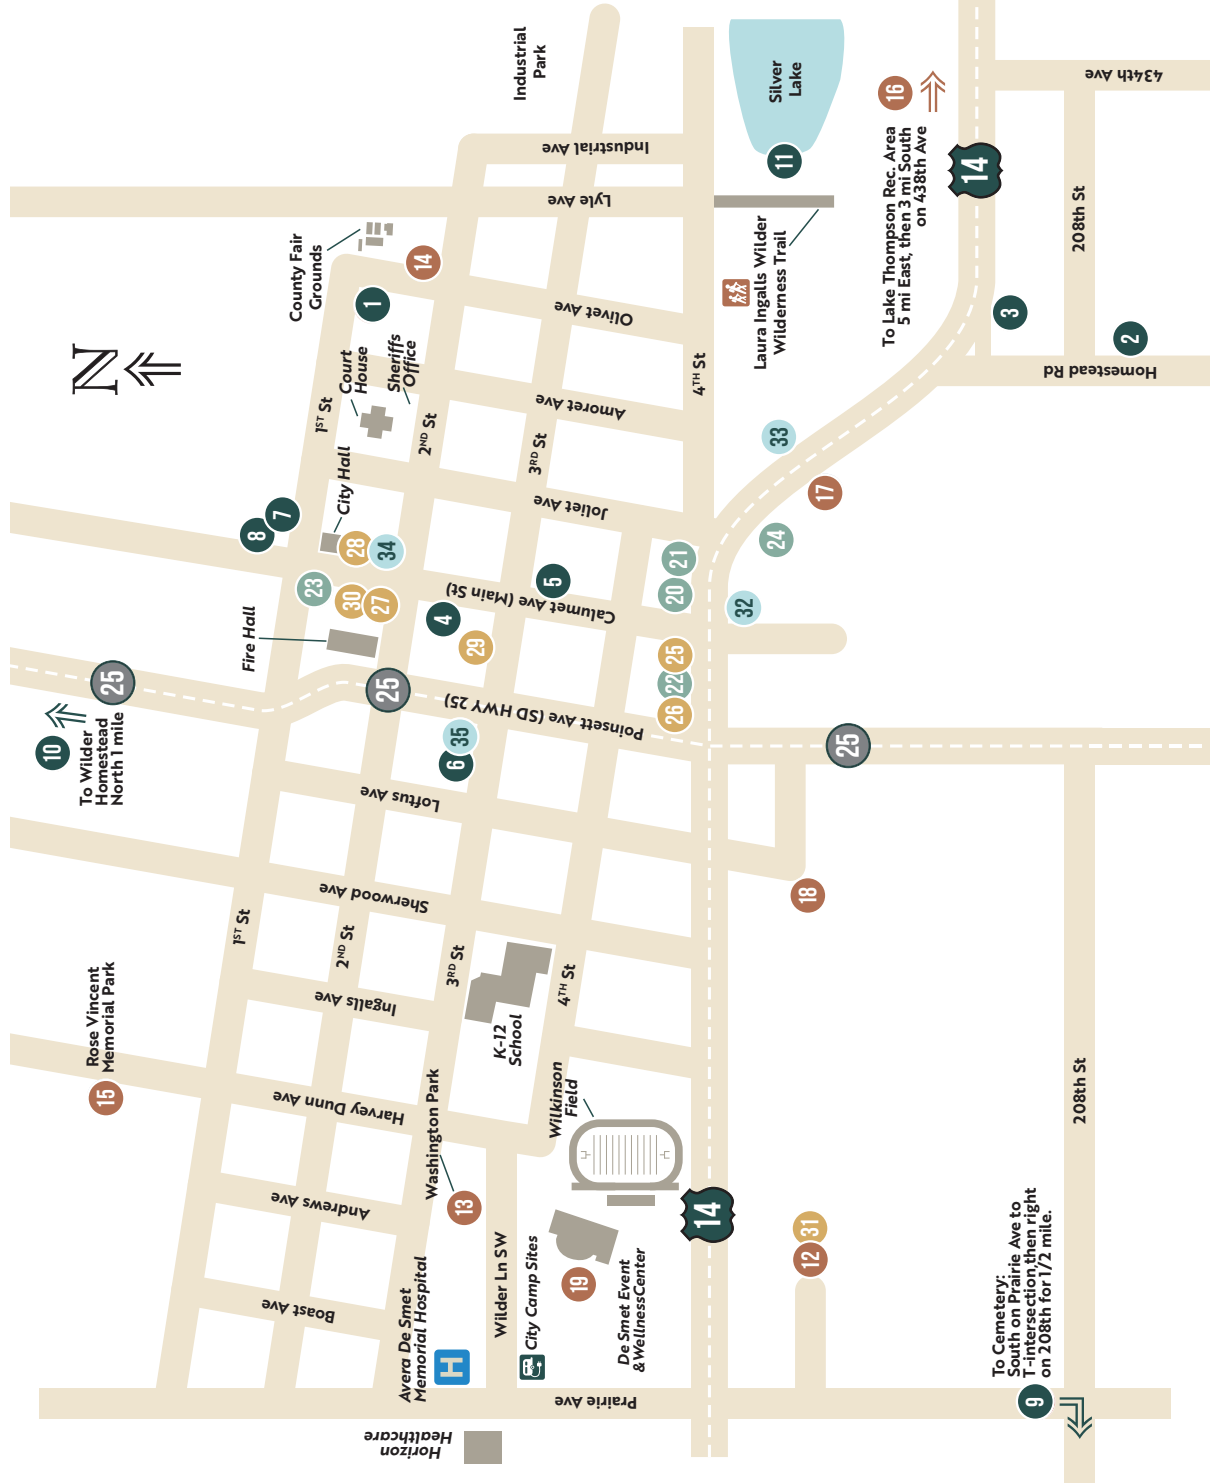 Industrial
Park
Silver
Lake
11
16
To Lake Thompson Rec. Area
5 mi East, then 3 mi South
on 438th Ave
434th Ave
14
208th St
Industrial Ave
Lyle Ave
County Fair
Grounds
14
1
Laura Ingalls Wilder
Wilderness Trail
Olivet Ave
3
2
Homestead Rd
N
Court
House
Sheriffs
Office
1ST St
2ND St
3RD St
4TH St
Amoret Ave
City Hall
Joliet Ave
33
17
24
8
7
28
34
23
30
27
5
4
29
21
20
32
Calumet Ave (Main St)
Fire Hall
25
22
26
25
25
Poinsett Ave (SD HWY 25)
25
10
To Wilder
Homestead
North 1 mile
35
6
Loftus Ave
18
Sherwood Ave
1ST St
2ND St
3RD St
4TH St
Ingalls Ave
K-12
School
15
Rose Vincent
Memorial Park
Harvey Dunn Ave
Washington Park
13
Wilkinson
Field
208th St
Andrews Ave
14
31
12
Wilder Ln SW
City Camp Sites
19
De Smet Event
&WellnessCenter
Boast Ave
Avera De Smet
Memorial Hospital
H
Prairie Ave
Horizon
Healthcare
9
To Cemetery:
South on Prairie Ave to
T -intersection,then right
on 208th for 1/2 mile.